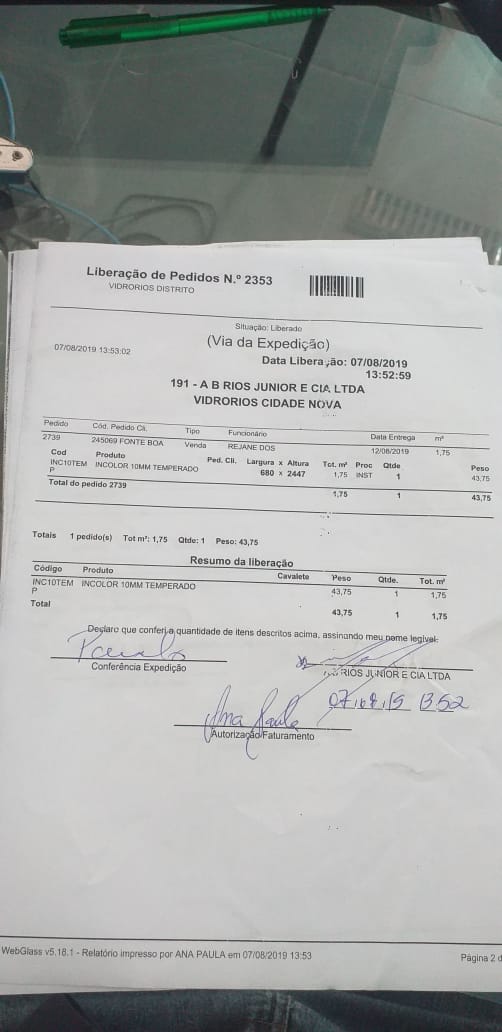 Liberação de Pedidos N.º 2353
VIDRORIOS DISTRITO
Situação: Liberado
(Via da Expedição)
07/08/2019 13:53:02
Data Liberação: 07/08/2019
13:52:59
191 - A B RIOS JUNIOR E CIA LTDA
VIDRORIOS CIDADE NOVA
Pedido Cód. Pedido Cli. Tipo Funcionário Data Entrega m²
2739 245069 FONTE BOA Venda REJANE DOS 12/08/2019 1,75
Cod Produto Ped. Cli. Largura x Altura Tot. m² Proc Qtde Peso
INC10TEM INCOLOR 10MM TEMPERADO 680 x 2447 1,75 INST 1 43,75
P
Total do pedido 2739 1,75 1 43,75
Totais 1 pedido(s) Tot m²: 1,75 Qtde: 1 Peso: 43,75
Resumo da liberação
Código Produto Cavalete Peso Qtde. Tot. m²
INC10TEM INCOLOR 10MM TEMPERADO 43,75 1 1,75
P
Total 43,75 1 1,75
Declaro que conferi a quantidade de itens descritos acima, assinando meu nome legível.
Conferência Expedição
RIOS JUNIOR E CIA LTDA
07,08,19 13:52
Ana Paula
Autorização/Faturamento
WebGlass v5.18.1 - Relatório impresso por ANA PAULA em 07/08/2019 13:53
Página 2 d